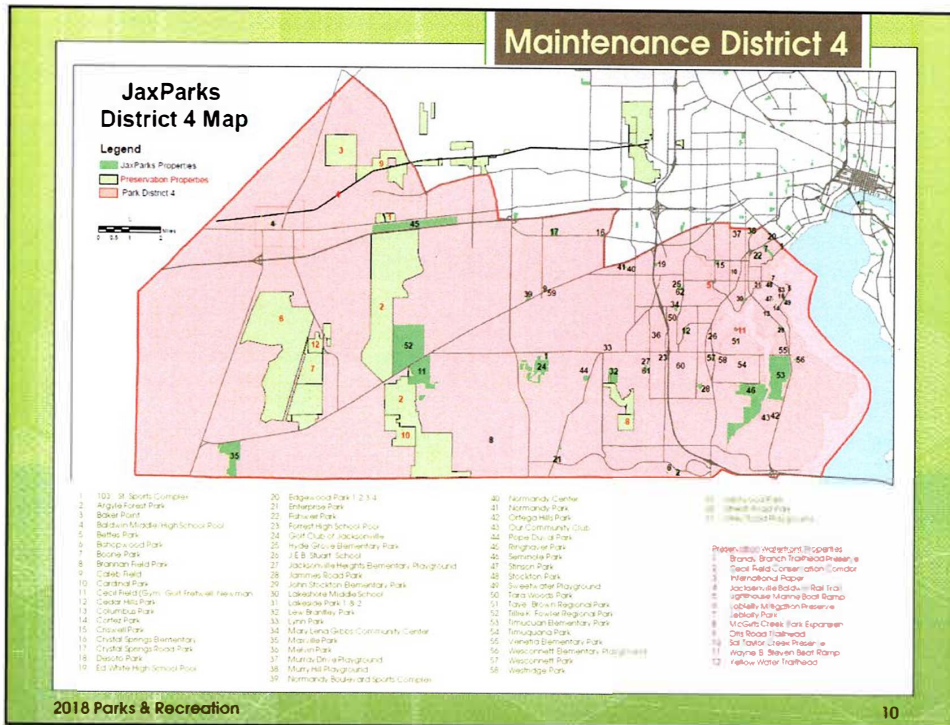 Maintenance District 4
JaxParks
District 4 Map
Legend
JaxParks Properties
Preservation Properties
Park District 4
Miles
1 103 St. Sports Complex
2 Argyle Forest Park
3 Baker Point
4 Baldwin Middle High School Pool
5 Bettes Park
6 Bishopwood Park
7 Boone Park
8 Brannan Field Park
9 Caleb Field
10 Cardinal Park
11 Cecil Field (Gym, Golf, Fretwell, Newman
12 Cedar Hills Park
13 Columbus Park
14 Cortez Park
15 Criswell Park
16 Crystal Springs Elementary
17 Crystal Springs Road Park
18 Desoto Park
19 Ed White High School Pool
20 Edgewood Park 1 2 3 4
21 Enterprise Park
22 Fishweir Park
23 Forrest High School Pool
24 Golf Club of Jacksonville
25 Hyde Grove Elementary Park
26 J.E.B. Stuart School
27 Jacksonville Heights Elementary Playground
28 Jammes Road Park
29 John Stockton Elementary Park
30 Lakeshore Middle School
31 Lakeside Park 1 & 2
32 Lew Brantley Park
33 Lynn Park
34 Mary Lena Gibbs Community Center
35 Maxville Park
36 Melvin Park
37 Murray Drive Playground
38 Murry Hill Playground
39 Normandy Boulevard Sports Complex
40 Normandy Center
41 Normandy Park
42 Ortega Hills Park
43 Our Community Club
44 Pope Duval Park
45 Ringhaver Park
46 Seminole Park
47 Stinson Park
48 Stockton Park
49 Sweetwater Playground
50 Tara Woods Park
51 Taye' Brown Regional Park
52 Tillie K. Fowler Regional Park
53 Timucuan Elementary Park
54 Timuquana Park
55 Venetia Elementary Park
56 Wesconnett Elementary Playground
57 Wesconnett Park
58 Westridge Park
Preservation Waterfront Properties
1 Brandy Branch Trailhead Preserve
2 Cecil Field Conservation Corridor
3 International Paper
4 Jacksonville Baldwin Rail Trail
5 Lighthouse Marine Boat Ramp
6 Loblolly Mitigation Preserve
7 Loblolly Park
8 McGirts Creek Park Expansion
9 Otis Road Trailhead
10 Sal Taylor Creek Preserve
11 Wayne B. Steven Boat Ramp
12 Yellow Water Trailhead
2018 Parks & Recreation
10